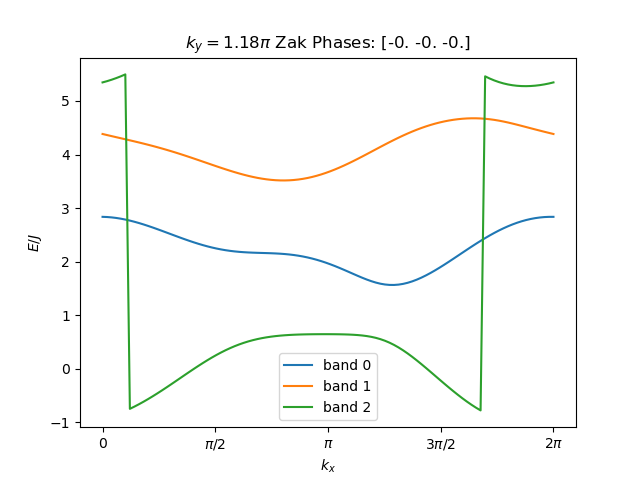 k_y = 1.18π Zak Phases: [-0. -0. -0.]
E/J
5
4
3
2
1
0
−1
band 0
band 1
band 2
0
π/2
π
3π/2
2π
k_x